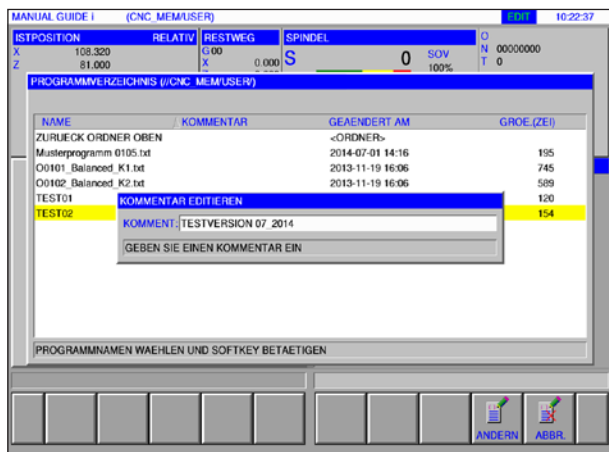 MANUAL GUIDE i (CNC_MEM/USER) EDIT 10:22:37
ISTPOSITION RELATIV RESTWEG SPINDEL O
X 108.320 G00 N 00000000
Z 81.000 X 0.000 S 0 SOV T 0
100%
PROGRAMMVERZEICHNIS (//CNC_MEM/USER/)
NAME KOMMENTAR GEAENDERT AM GROE.(ZEI)
ZURUECK ORDNER OBEN <ORDNER>
Musterprogramm 0105.txt 2014-07-01 14:16 195
O0101_Balanced_K1.txt 2013-11-19 16:06 745
O0102_Balanced_K2.txt 2013-11-19 16:06 589
TEST01 120
TEST02 154
KOMMENTAR EDITIEREN
KOMMENT: TESTVERSION 07_2014
GEBEN SIE EINEN KOMMENTAR EIN
PROGRAMMNAMEN WAEHLEN UND SOFTKEY BETAETIGEN
ANDERN ABBR.